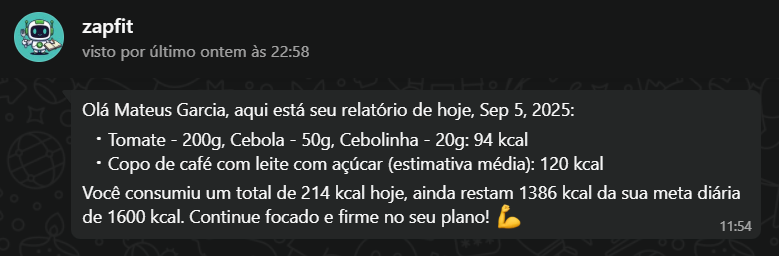 zapfit
visto por último ontem às 22:58
Olá Mateus Garcia, aqui está seu relatório de hoje, Sep 5, 2025:
• Tomate - 200g, Cebola - 50g, Cebolinha - 20g: 94 kcal
• Copo de café com leite com açúcar (estimativa média): 120 kcal
Você consumiu um total de 214 kcal hoje, ainda restam 1386 kcal da sua meta diária
de 1600 kcal. Continue focado e firme no seu plano! 💪
11:54